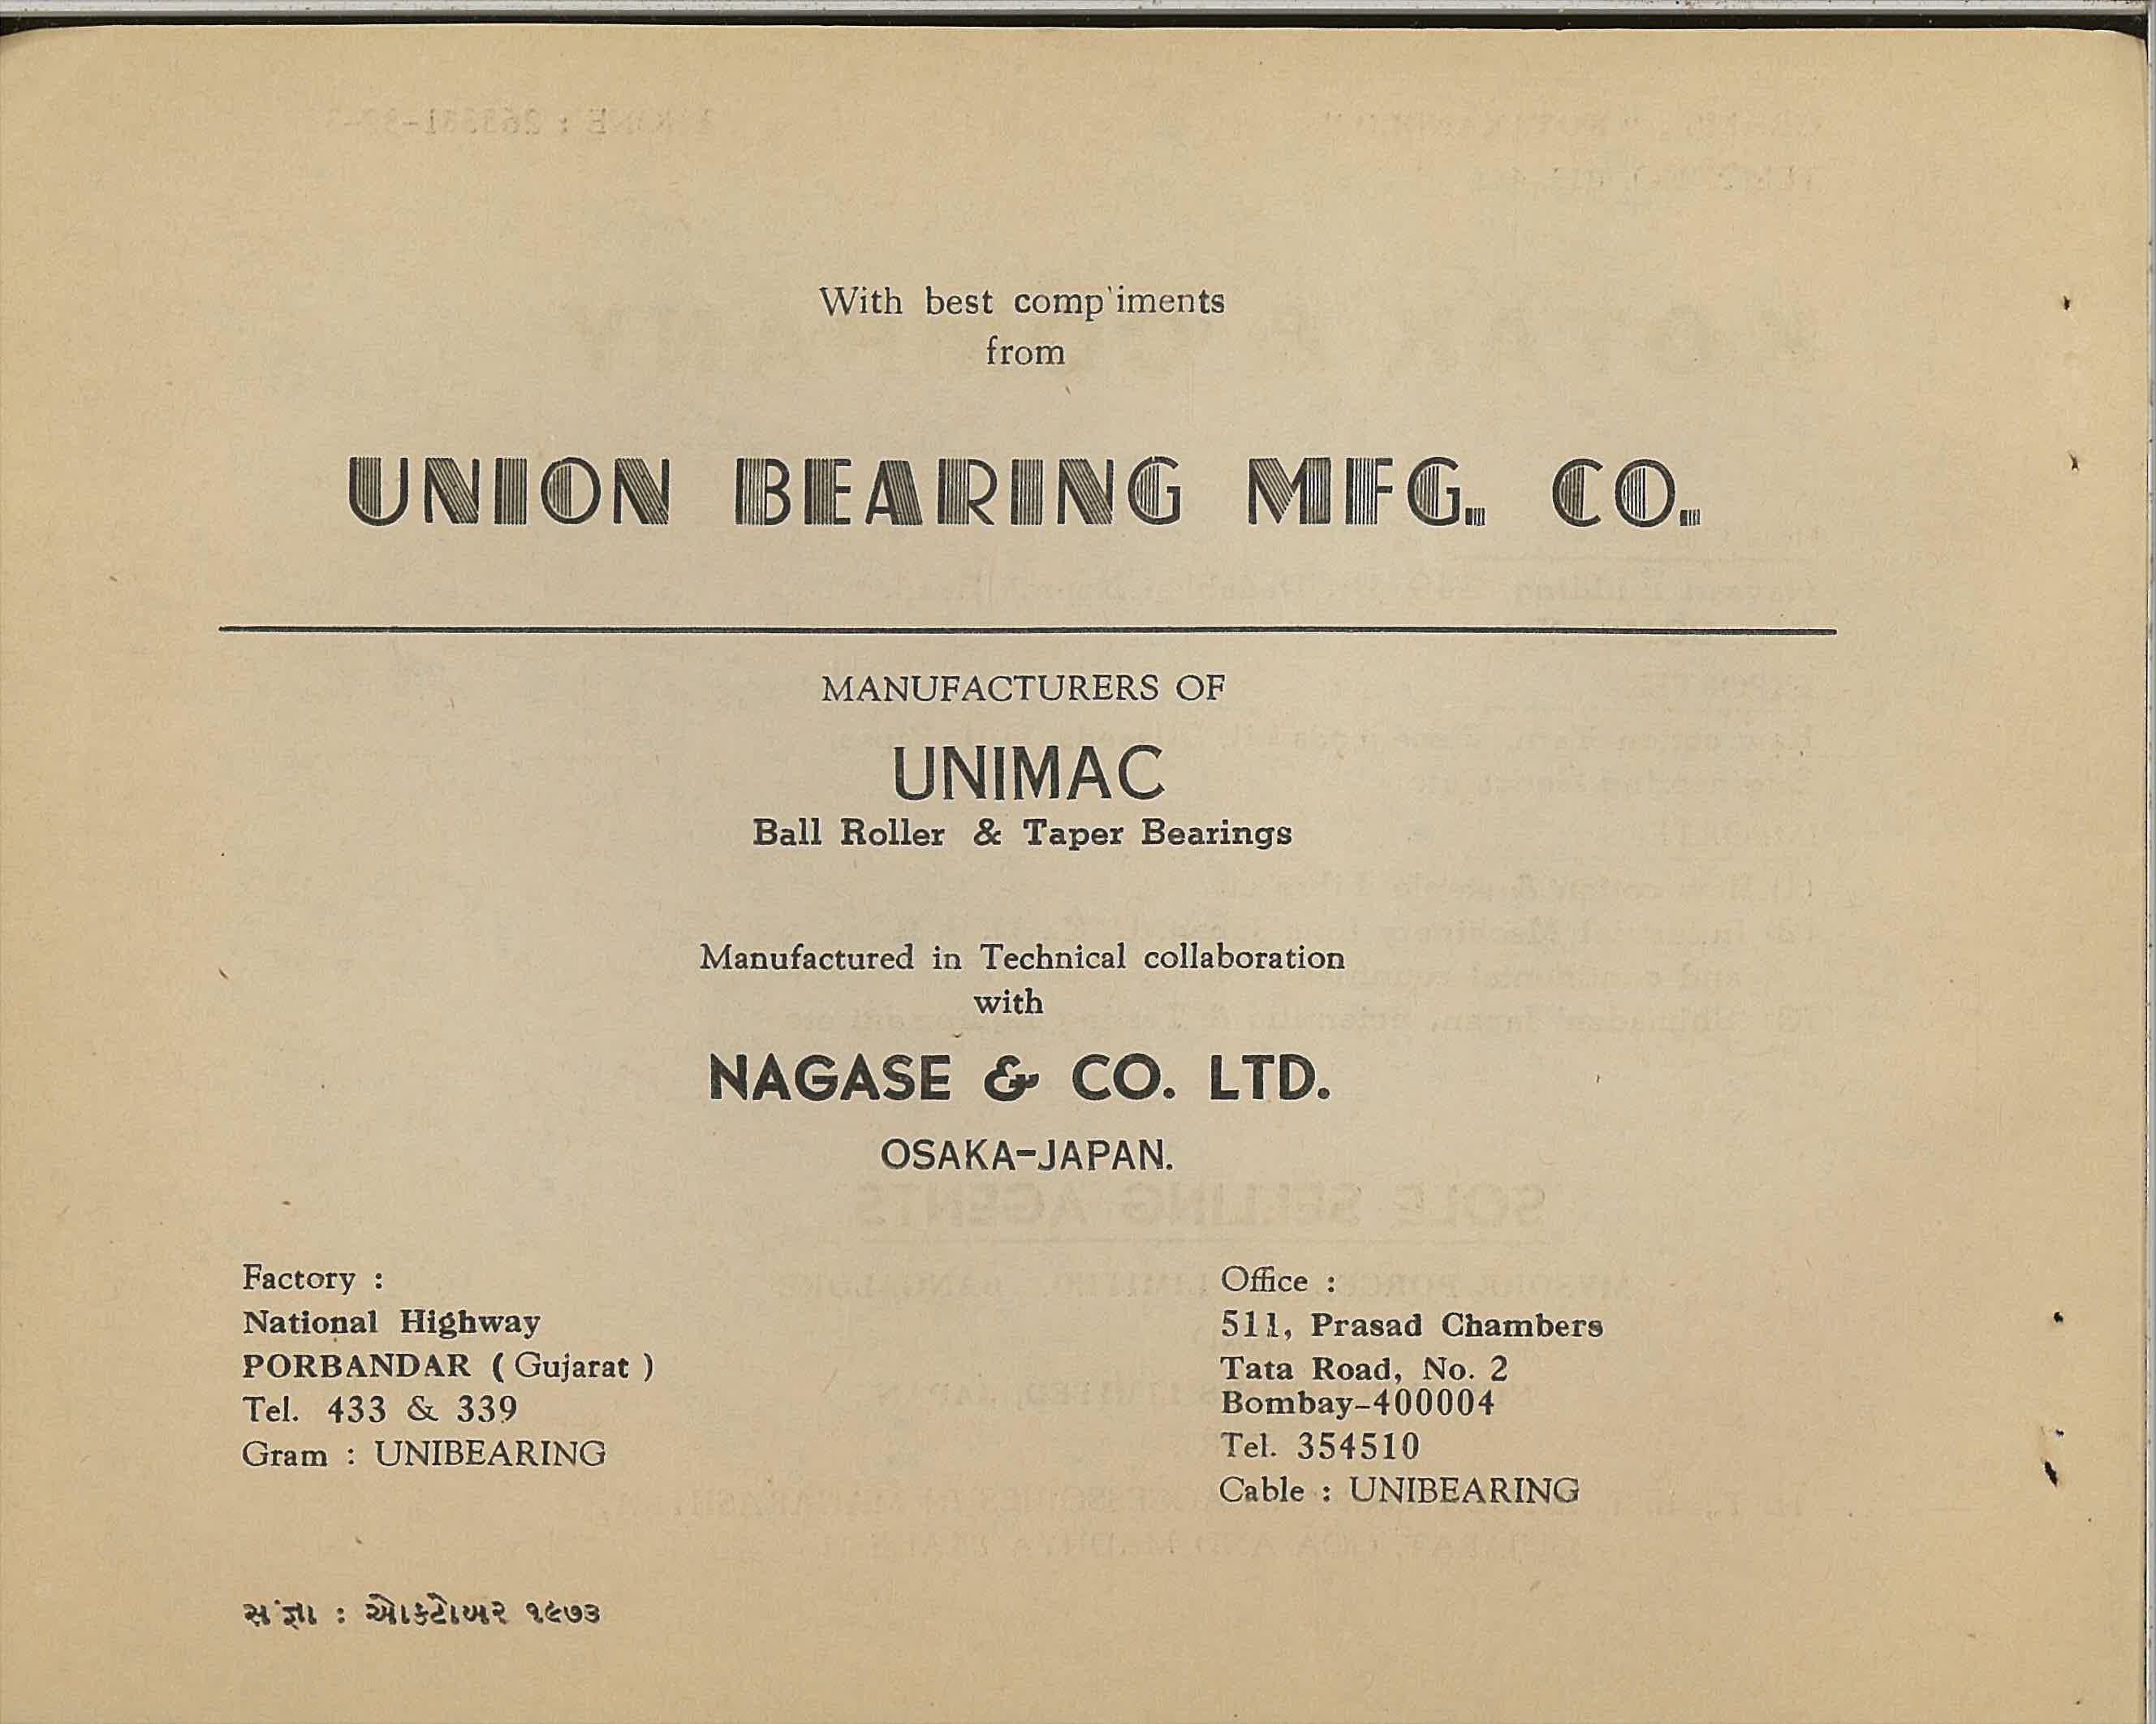 With best comp'iments
from
UNION BEARING MFG. CO.
MANUFACTURERS OF
UNIMAC
Ball Roller & Taper Bearings
Manufactured in Technical collaboration
with
NAGASE & CO. LTD.
OSAKA-JAPAN.
Factory :
National Highway
PORBANDAR ( Gujarat )
Tel. 433 & 339
Gram : UNIBEARING
Office :
511, Prasad Chambers
Tata Road, No. 2
Bombay-400004
Tel. 354510
Cable : UNIBEARING
સંજ્ઞા : ઓક્ટોબર ૧૯૭૩